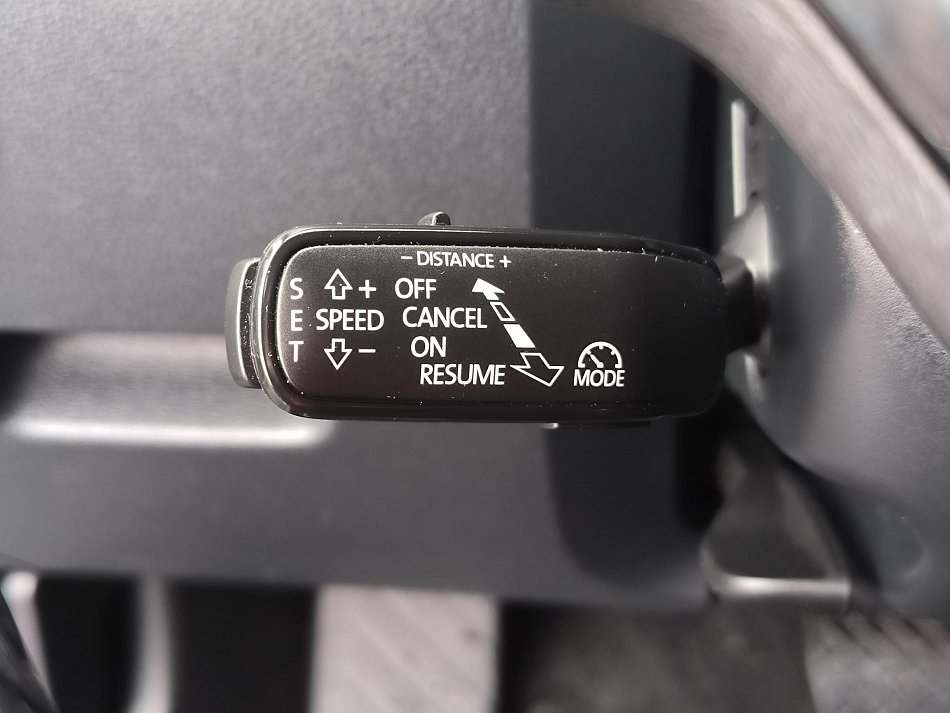 - DISTANCE +
S + OFF
E SPEED CANCEL
T - ON
RESUME MODE